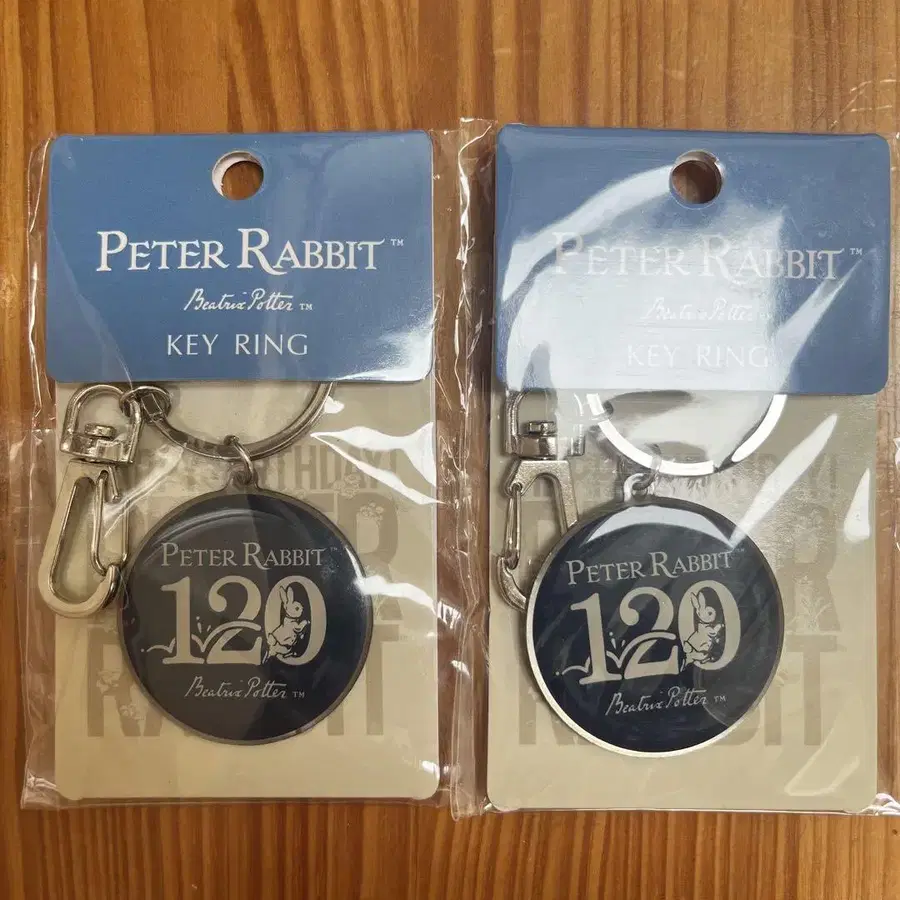 PETER RABBIT™
Beatrix Potter™
KEY RING
PETER RABBIT™
120
Beatrix Potter™
RABBIT
PETER RABBIT™
Beatrix Potter™
KEY RING
PETER RABBIT™
120
Beatrix Potter™